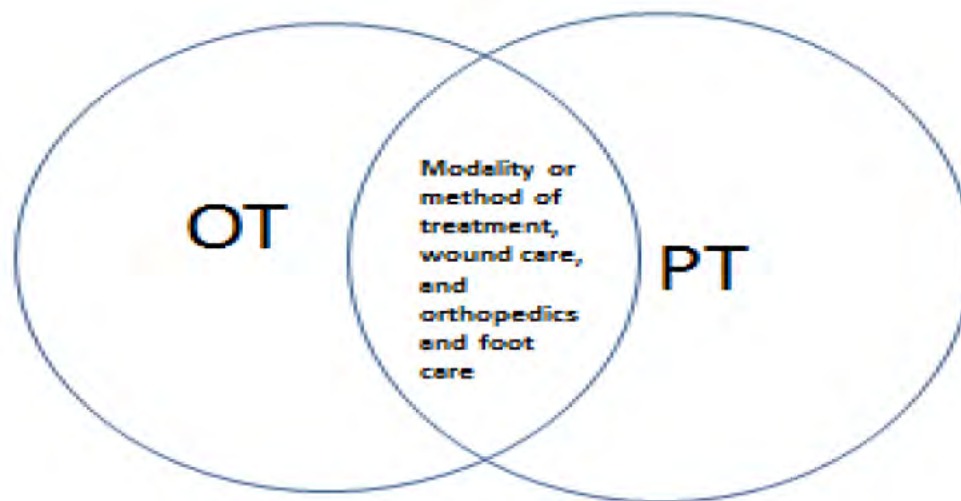 OT
Modality or
method of
treatment,
wound care,
and
orthopedics
and foot
care
PT